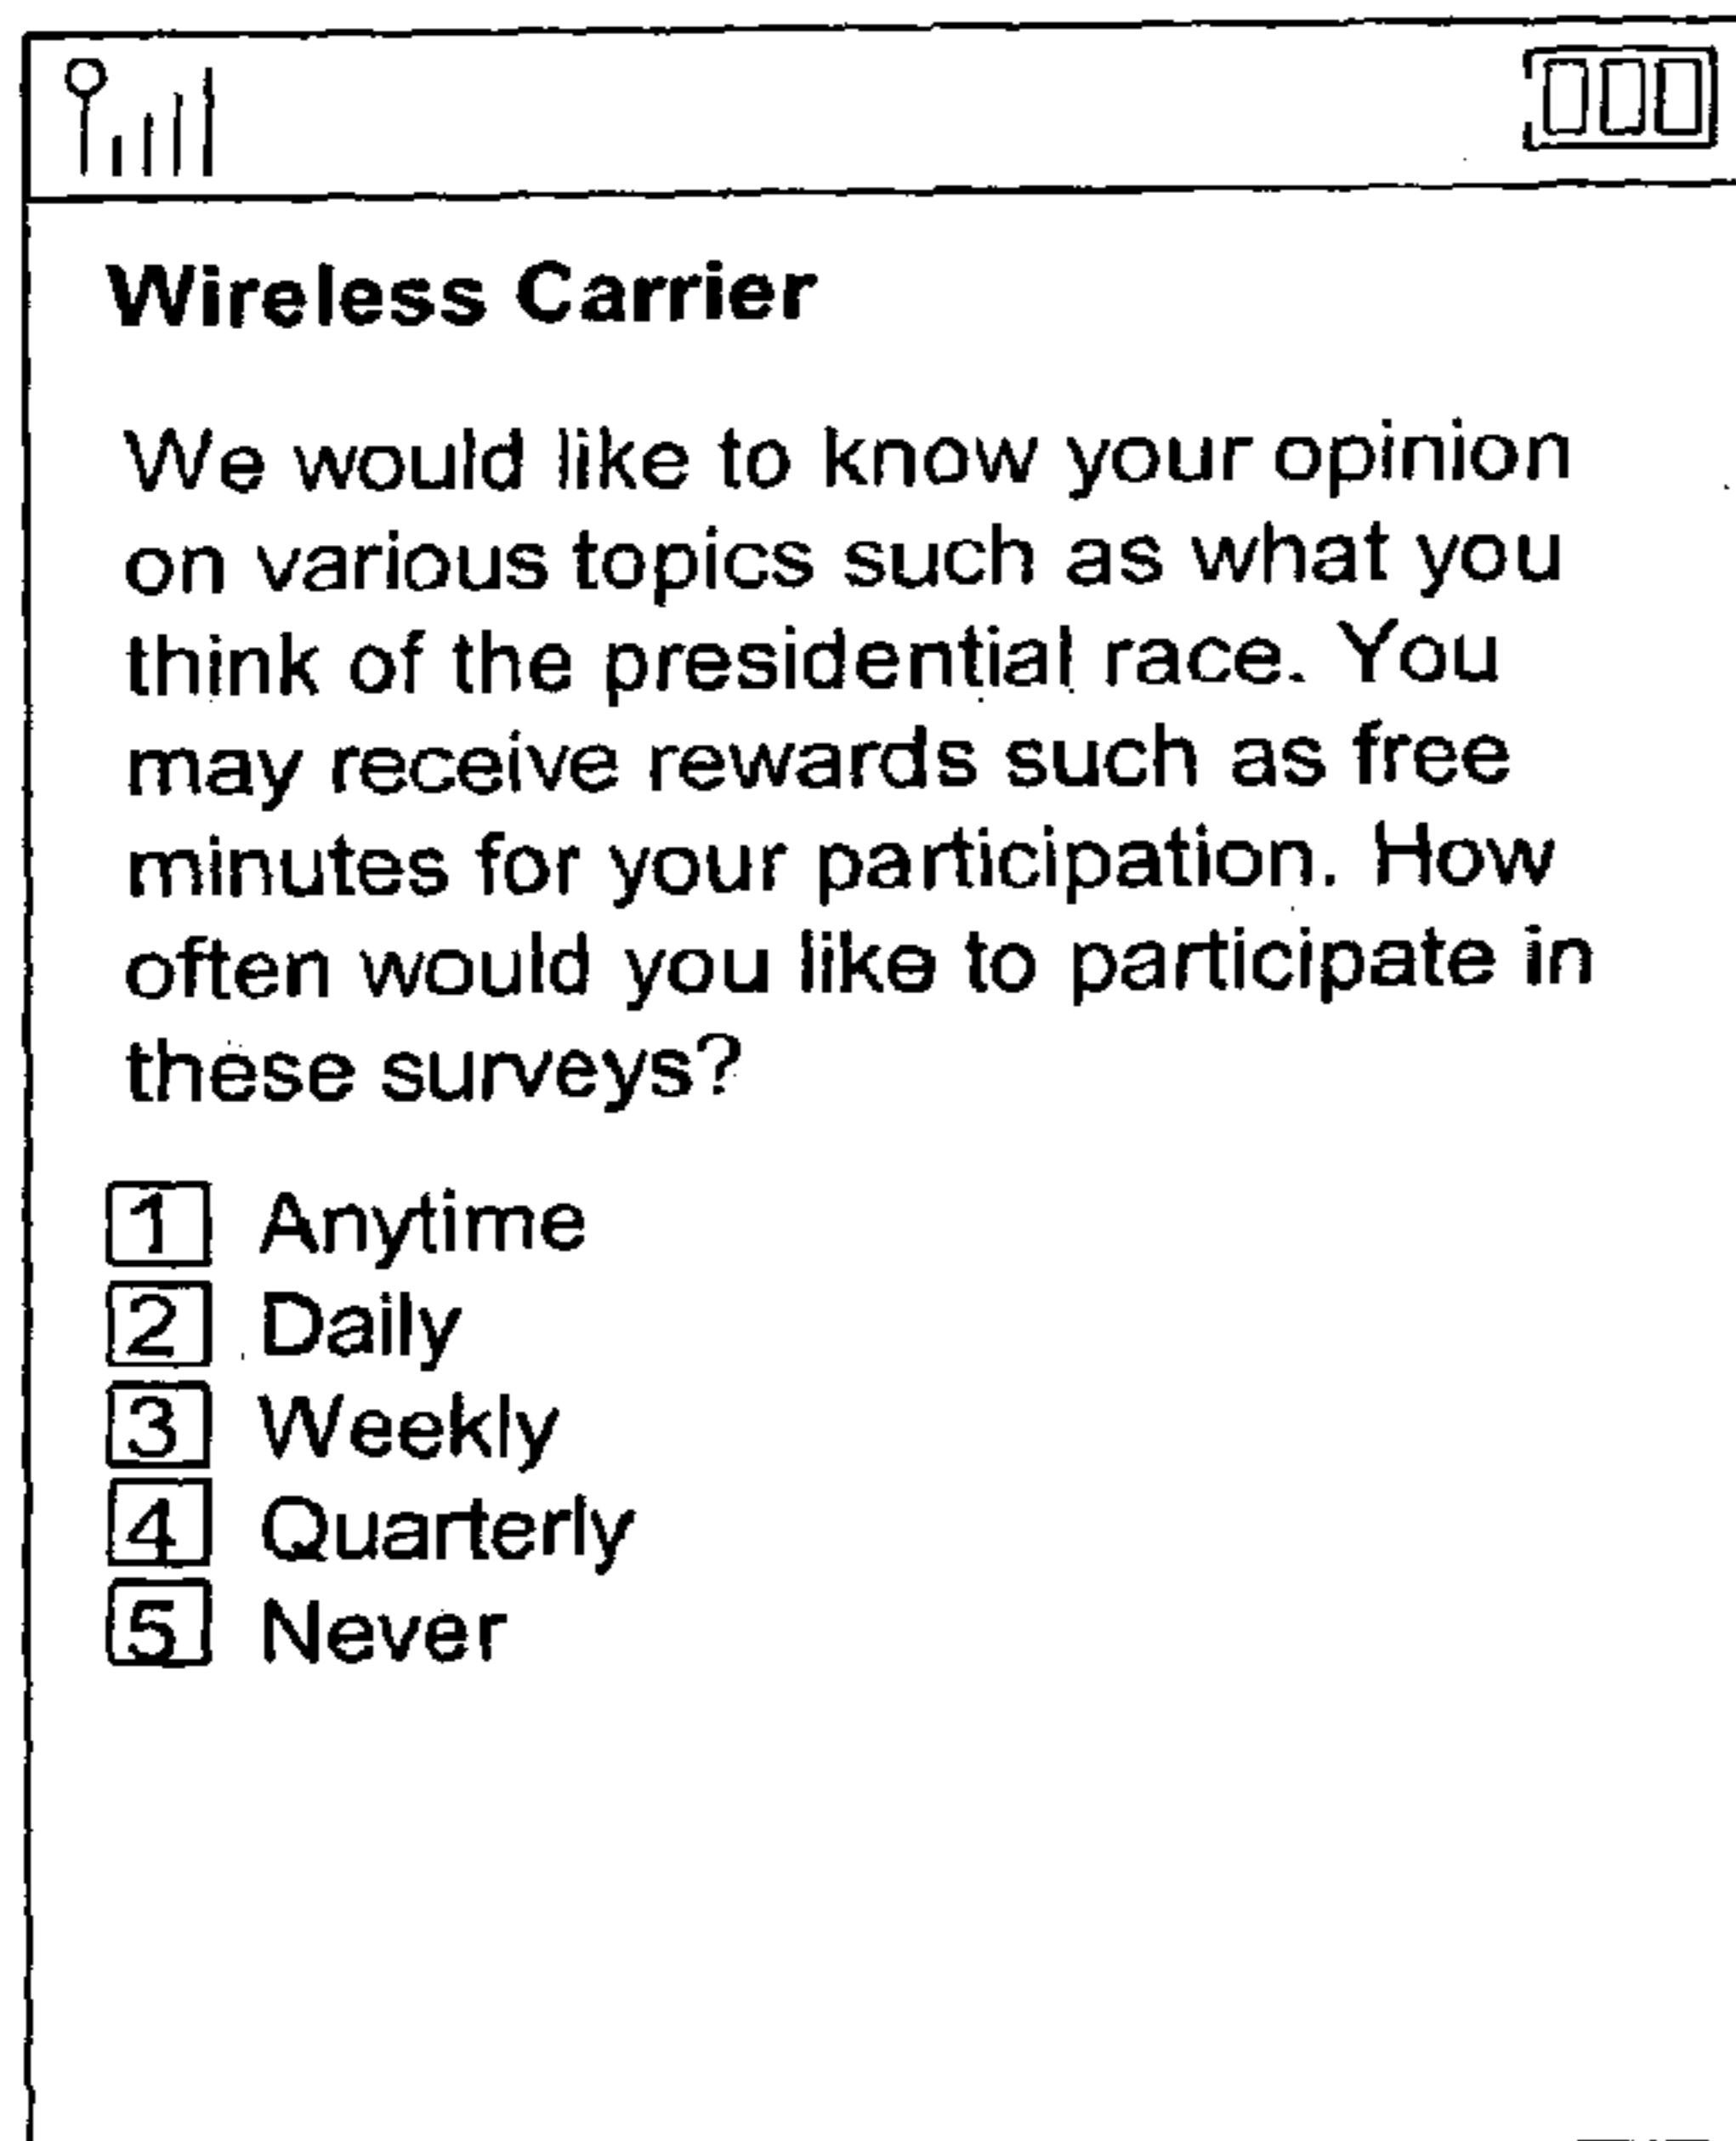 Wireless Carrier
We would like to know your opinion
on various topics such as what you
think of the presidential race. You
may receive rewards such as free
minutes for your participation. How
often would you like to participate in
these surveys?
1 Anytime
2 Daily
3 Weekly
4 Quarterly
5 Never